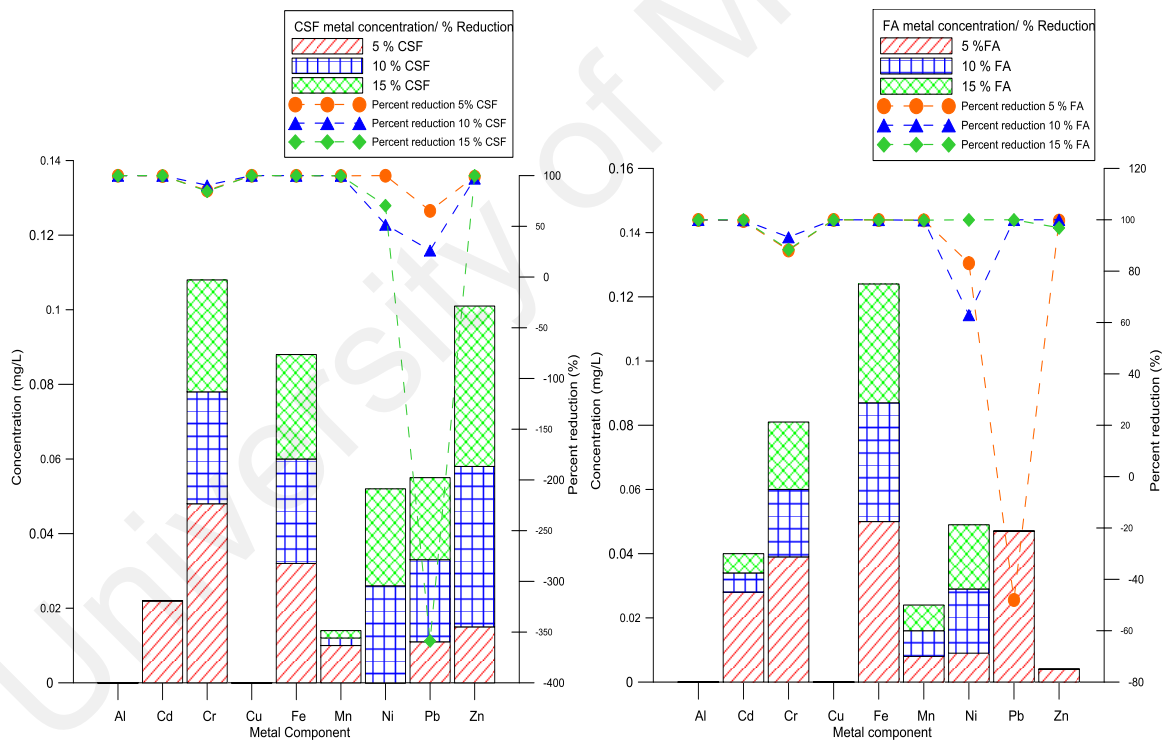 CSF metal concentration/ % Reduction
5 % CSF
10 % CSF
15 % CSF
Percent reduction 5% CSF
Percent reduction 10 % CSF
Percent reduction 15 % CSF
0.14
0.12
0.1
0.08
0.06
0.04
0.02
0
Concentration (mg/L)
100
50
0
-50
-100
-150
-200
-250
-300
-350
-400
Percent reduction (%)
Al Cd Cr Cu Fe Mn Ni Pb Zn
Metal Component
FA metal concentration/ % Reduction
5 %FA
10 % FA
15 % FA
Percent reduction 5 % FA
Percent reduction 10 % FA
Percent reduction 15 % FA
0.16
0.14
0.12
0.1
0.08
0.06
0.04
0.02
0
Concentration (mg/L)
120
100
80
60
40
20
0
-20
-40
-60
-80
Percent reduction (%)
Al Cd Cr Cu Fe Mn Ni Pb Zn
Metal component
University of M